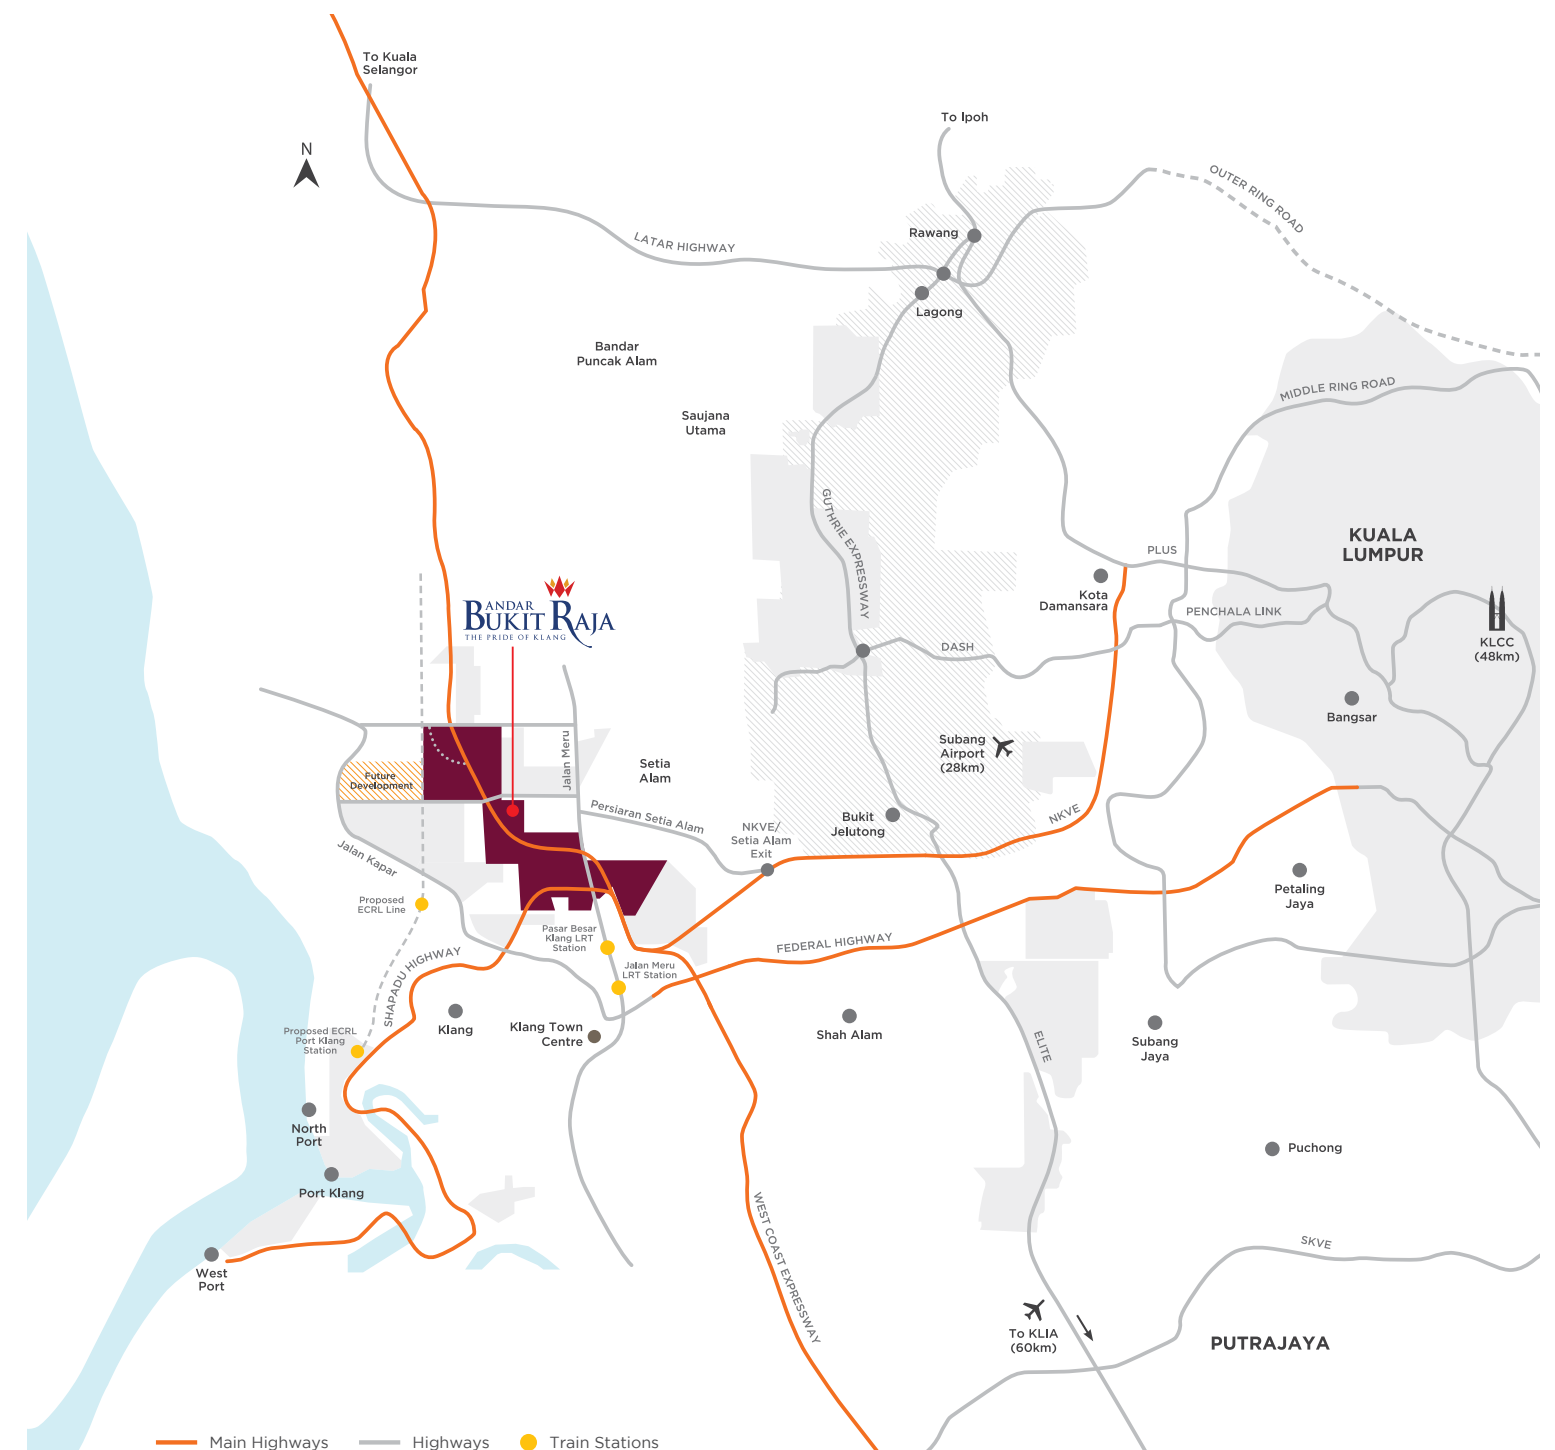 To Kuala
Selangor
To Ipoh
N
OUTER RING ROAD
Rawang
LATAR HIGHWAY
Lagong
Bandar
Puncak Alam
MIDDLE RING ROAD
Saujana
Utama
GUTHRIE EXPRESSWAY
KUALA
LUMPUR
PLUS
Kota
Damansara
PENCHALA LINK
BANDAR
BUKIT RAJA
THE PRIDE OF KLANG
DASH
KLCC
(48km)
Bangsar
Subang
Airport
(28km)
Jalan Meru
Setia
Alam
Future
Development
Persiaran Setia Alam
NKVE/
Setia Alam
Exit
Bukit
Jelutong
NKVE
Jalan Kapar
Petaling
Jaya
Proposed
ECRL Line
Pasar Besar
Klang LRT
Station
FEDERAL HIGHWAY
SHAPADU HIGHWAY
Jalan Meru
LRT Station
Klang
Klang Town
Centre
Shah Alam
ELITE
Subang
Jaya
Proposed ECRL
Port Klang
Station
North
Port
Puchong
Port Klang
WEST COAST EXPRESSWAY
SKVE
West
Port
To KLIA
(60km)
PUTRAJAYA
Main Highways
Highways
Train Stations